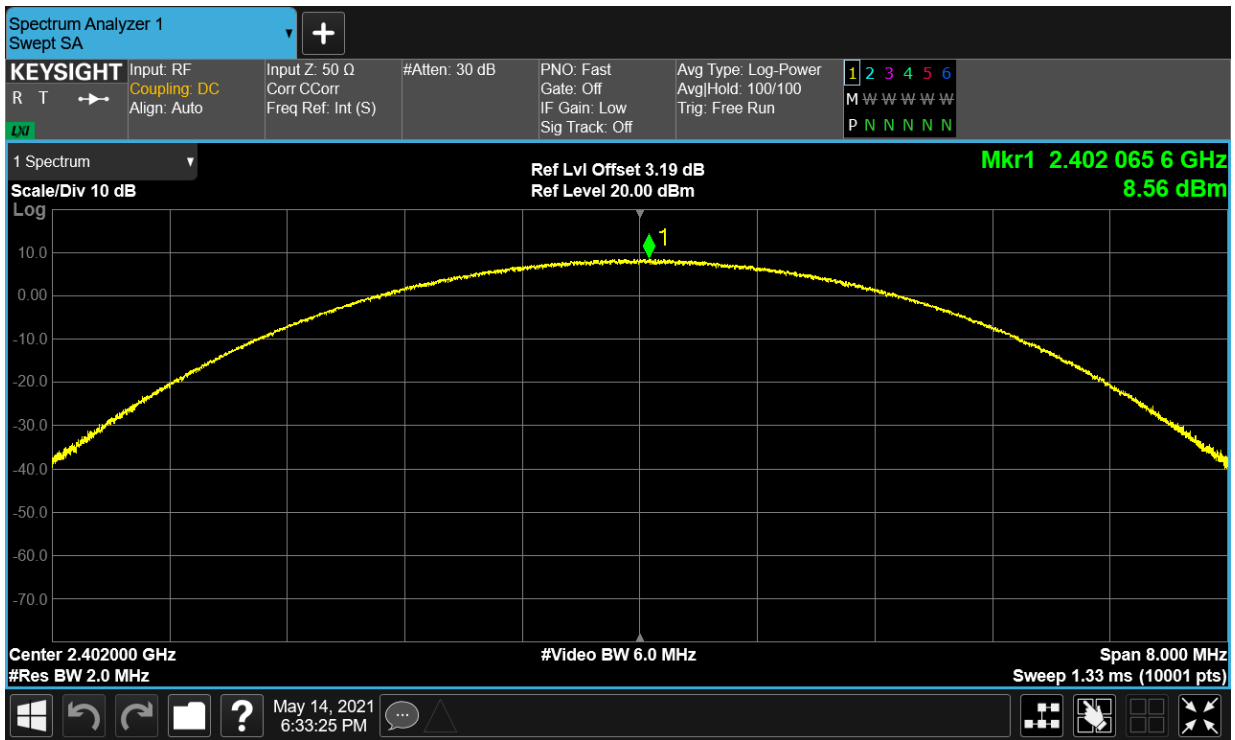 Spectrum Analyzer 1
Swept SA
KEYSIGHT
R T
LXI
Input: RF
Coupling: DC
Align: Auto
Input Z: 50 Ω
Corr CCorr
Freq Ref: Int (S)
#Atten: 30 dB
PNO: Fast
Gate: Off
IF Gain: Low
Sig Track: Off
Avg Type: Log-Power
Avg|Hold: 100/100
Trig: Free Run
1 2 3 4 5 6
M W W W W W
P N N N N N
1 Spectrum
Scale/Div 10 dB
Log
Ref Lvl Offset 3.19 dB
Ref Level 20.00 dBm
Mkr1 2.402 065 6 GHz
8.56 dBm
1
10.0
0.00
-10.0
-20.0
-30.0
-40.0
-50.0
-60.0
-70.0
Center 2.402000 GHz
#Res BW 2.0 MHz
#Video BW 6.0 MHz
Span 8.000 MHz
Sweep 1.33 ms (10001 pts)
?
May 14, 2021
6:33:25 PM